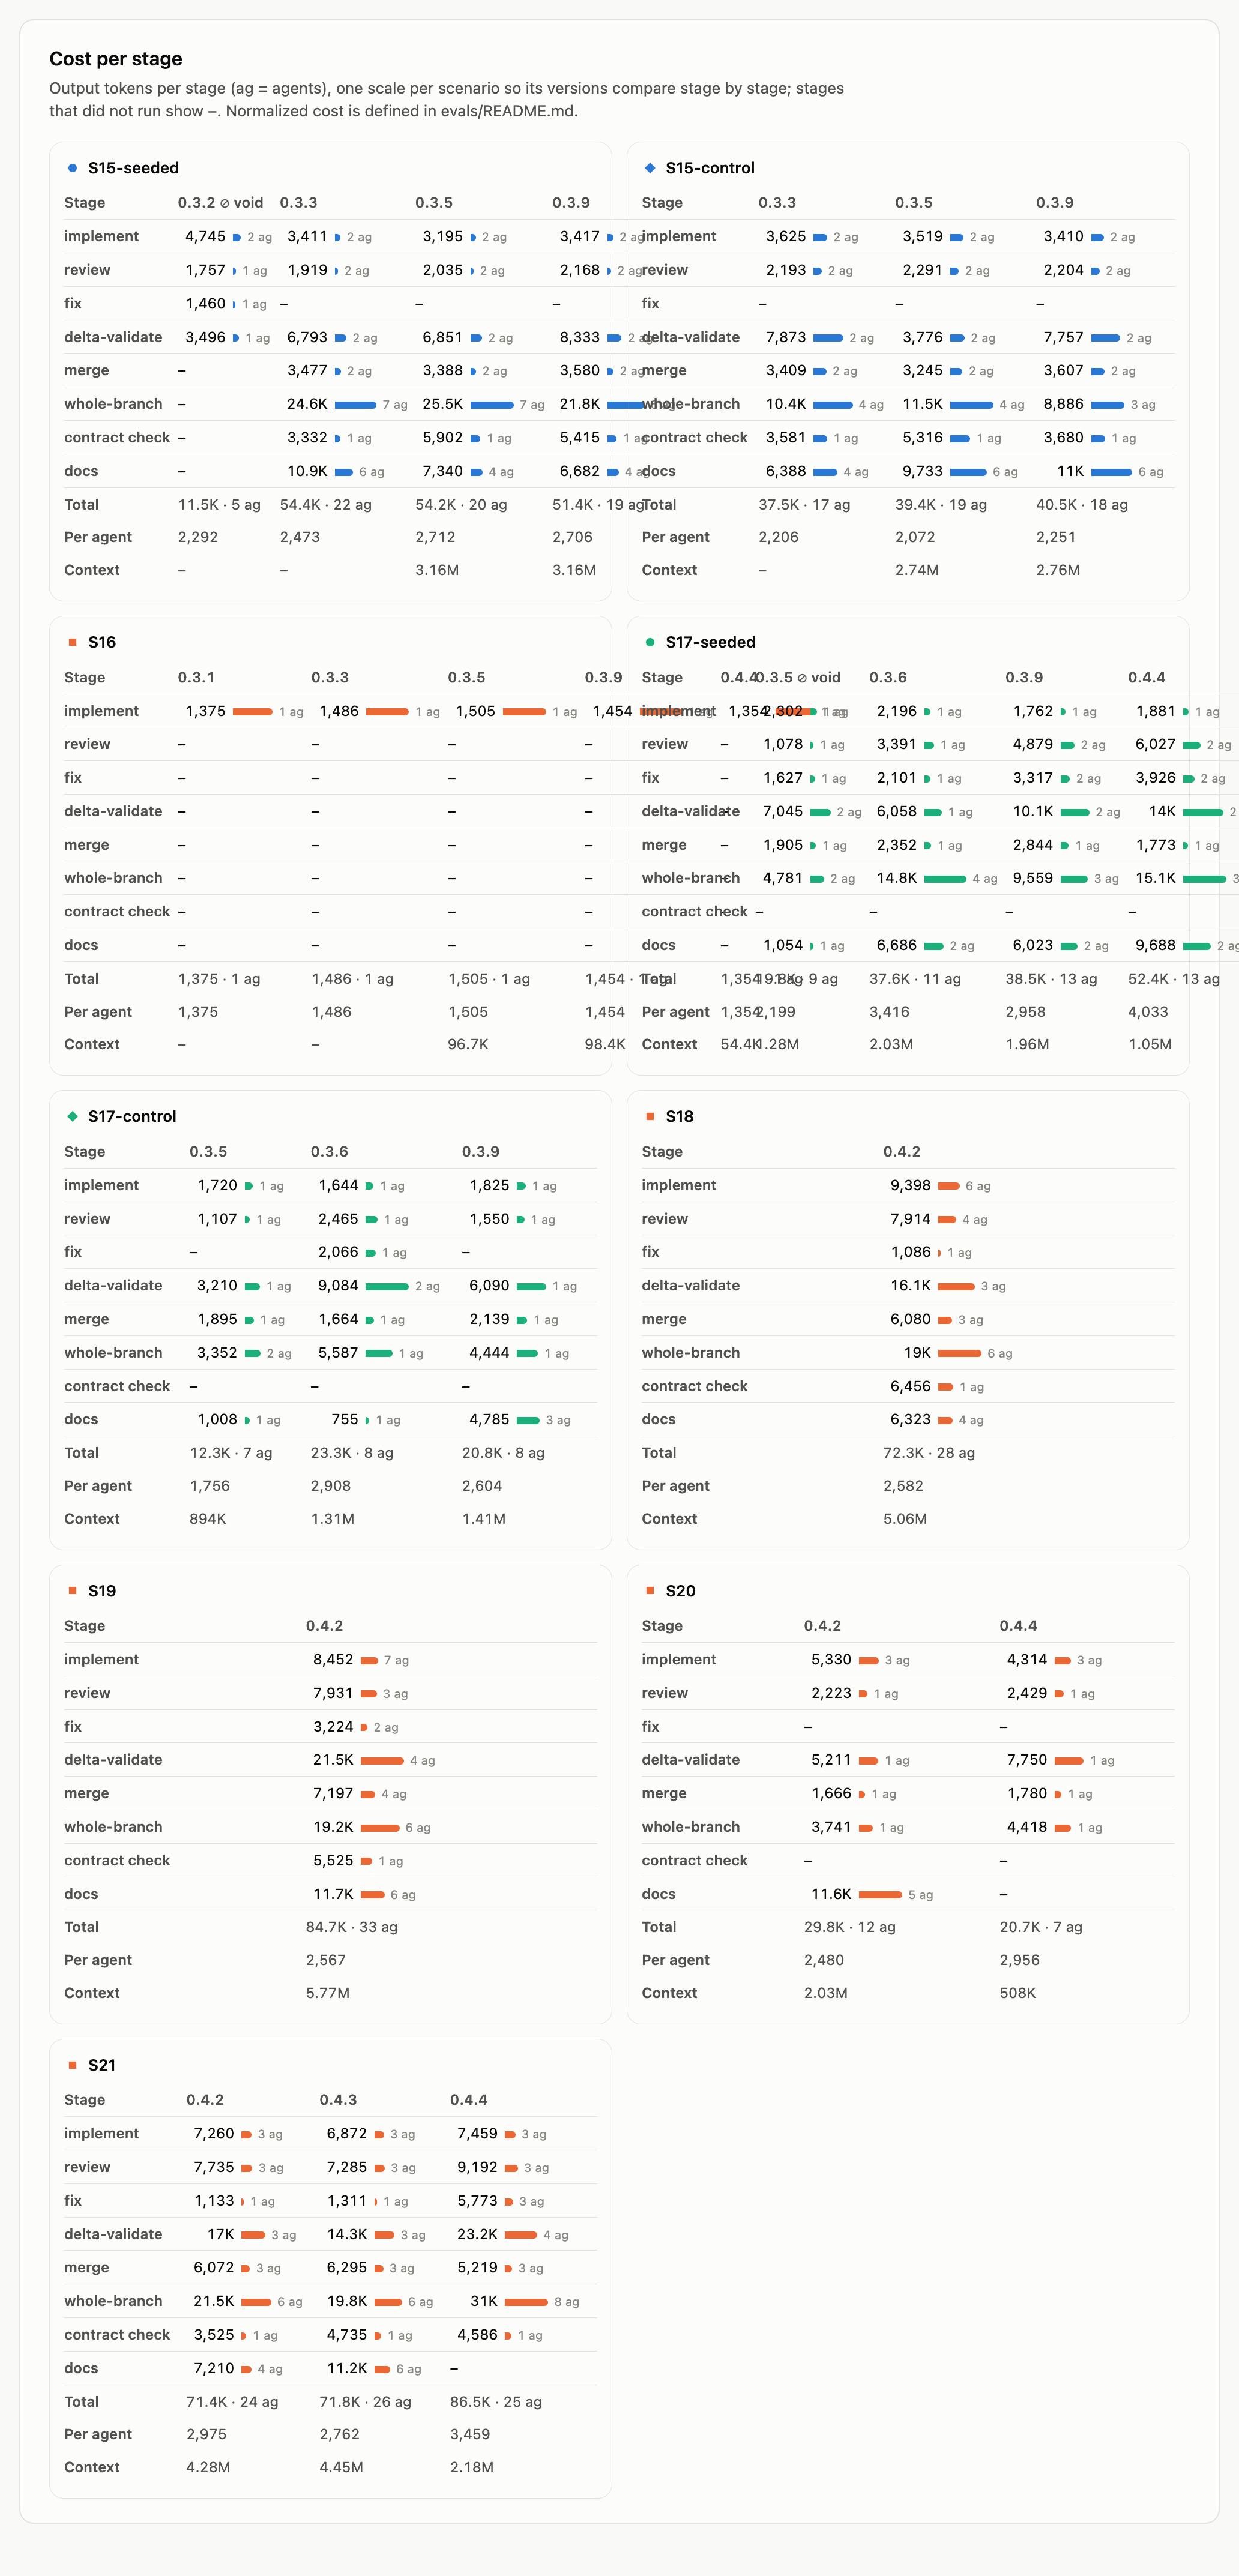 Cost per stage
Output tokens per stage (ag = agents), one scale per scenario so its versions compare stage by stage; stages
that did not run show –. Normalized cost is defined in evals/README.md.
S15-seeded
Stage 0.3.2 ⊘ void 0.3.3 0.3.5 0.3.9
implement 4,745 2 ag 3,411 2 ag 3,195 2 ag 3,417 2 ag
review 1,757 1 ag 1,919 2 ag 2,035 2 ag 2,168 2 ag
fix 1,460 1 ag – – –
delta-validate 3,496 1 ag 6,793 2 ag 6,851 2 ag 8,333 2 ag
merge – 3,477 2 ag 3,388 2 ag 3,580 2 ag
whole-branch – 24.6K 7 ag 25.5K 7 ag 21.8K
contract check – 3,332 1 ag 5,902 1 ag 5,415 1 ag
docs – 10.9K 6 ag 7,340 4 ag 6,682 4 ag
Total 11.5K · 5 ag 54.4K · 22 ag 54.2K · 20 ag 51.4K · 19 ag
Per agent 2,292 2,473 2,712 2,706
Context – – 3.16M 3.16M
S15-control
Stage 0.3.3 0.3.5 0.3.9
implement 3,625 2 ag 3,519 2 ag 3,410 2 ag
review 2,193 2 ag 2,291 2 ag 2,204 2 ag
fix – – –
delta-validate 7,873 2 ag 3,776 2 ag 7,757 2 ag
merge 3,409 2 ag 3,245 2 ag 3,607 2 ag
whole-branch 10.4K 4 ag 11.5K 4 ag 8,886 3 ag
contract check 3,581 1 ag 5,316 1 ag 3,680 1 ag
docs 6,388 4 ag 9,733 6 ag 11K 6 ag
Total 37.5K · 17 ag 39.4K · 19 ag 40.5K · 18 ag
Per agent 2,206 2,072 2,251
Context – 2.74M 2.76M
S16
Stage 0.3.1 0.3.3 0.3.5 0.3.9 0.4.4
implement 1,375 1 ag 1,486 1 ag 1,505 1 ag 1,454 1,354 1 ag
review – – – – –
fix – – – – –
delta-validate – – – – –
merge – – – – –
whole-branch – – – – –
contract check – – – – –
docs – – – – –
Total 1,375 · 1 ag 1,486 · 1 ag 1,505 · 1 ag 1,454 · 1 ag 1,354
Per agent 1,375 1,486 1,505 1,454 1,354
Context – – 96.7K 98.4K 54.4K
S17-seeded
Stage 0.3.5 ⊘ void 0.3.6 0.3.9 0.4.4
implement 2,302 1 ag 2,196 1 ag 1,762 1 ag 1,881 1 ag
review 1,078 1 ag 3,391 1 ag 4,879 2 ag 6,027 2 ag
fix 1,627 1 ag 2,101 1 ag 3,317 2 ag 3,926 2 ag
delta-validate 7,045 2 ag 6,058 1 ag 10.1K 2 ag 14K 2
merge 1,905 1 ag 2,352 1 ag 2,844 1 ag 1,773 1 ag
whole-branch 4,781 2 ag 14.8K 4 ag 9,559 3 ag 15.1K 3
contract check – – – –
docs 1,054 1 ag 6,686 2 ag 6,023 2 ag 9,688 2 ag
Total 19.8K · 9 ag 37.6K · 11 ag 38.5K · 13 ag 52.4K · 13 ag
Per agent 2,199 3,416 2,958 4,033
Context 1.28M 2.03M 1.96M 1.05M
S17-control
Stage 0.3.5 0.3.6 0.3.9
implement 1,720 1 ag 1,644 1 ag 1,825 1 ag
review 1,107 1 ag 2,465 1 ag 1,550 1 ag
fix – 2,066 1 ag –
delta-validate 3,210 1 ag 9,084 2 ag 6,090 1 ag
merge 1,895 1 ag 1,664 1 ag 2,139 1 ag
whole-branch 3,352 2 ag 5,587 1 ag 4,444 1 ag
contract check – – –
docs 1,008 1 ag 755 1 ag 4,785 3 ag
Total 12.3K · 7 ag 23.3K · 8 ag 20.8K · 8 ag
Per agent 1,756 2,908 2,604
Context 894K 1.31M 1.41M
S18
Stage 0.4.2
implement 9,398 6 ag
review 7,914 4 ag
fix 1,086 1 ag
delta-validate 16.1K 3 ag
merge 6,080 3 ag
whole-branch 19K 6 ag
contract check 6,456 1 ag
docs 6,323 4 ag
Total 72.3K · 28 ag
Per agent 2,582
Context 5.06M
S19
Stage 0.4.2
implement 8,452 7 ag
review 7,931 3 ag
fix 3,224 2 ag
delta-validate 21.5K 4 ag
merge 7,197 4 ag
whole-branch 19.2K 6 ag
contract check 5,525 1 ag
docs 11.7K 6 ag
Total 84.7K · 33 ag
Per agent 2,567
Context 5.77M
S20
Stage 0.4.2 0.4.4
implement 5,330 3 ag 4,314 3 ag
review 2,223 1 ag 2,429 1 ag
fix – –
delta-validate 5,211 1 ag 7,750 1 ag
merge 1,666 1 ag 1,780 1 ag
whole-branch 3,741 1 ag 4,418 1 ag
contract check – –
docs 11.6K 5 ag –
Total 29.8K · 12 ag 20.7K · 7 ag
Per agent 2,480 2,956
Context 2.03M 508K
S21
Stage 0.4.2 0.4.3 0.4.4
implement 7,260 3 ag 6,872 3 ag 7,459 3 ag
review 7,735 3 ag 7,285 3 ag 9,192 3 ag
fix 1,133 1 ag 1,311 1 ag 5,773 3 ag
delta-validate 17K 3 ag 14.3K 3 ag 23.2K 4 ag
merge 6,072 3 ag 6,295 3 ag 5,219 3 ag
whole-branch 21.5K 6 ag 19.8K 6 ag 31K 8 ag
contract check 3,525 1 ag 4,735 1 ag 4,586 1 ag
docs 7,210 4 ag 11.2K 6 ag –
Total 71.4K · 24 ag 71.8K · 26 ag 86.5K · 25 ag
Per agent 2,975 2,762 3,459
Context 4.28M 4.45M 2.18M